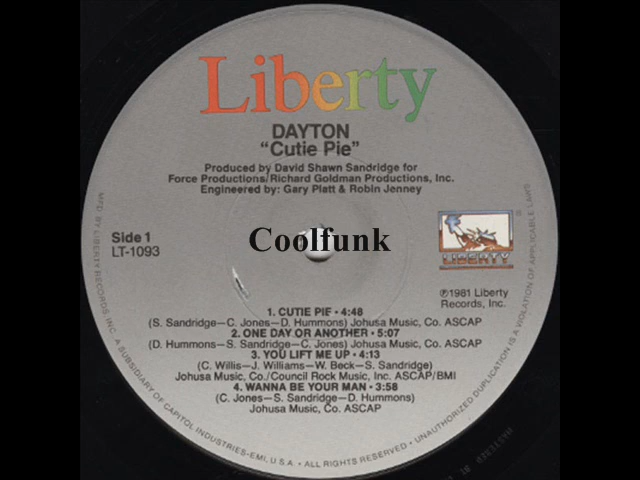 Liberty
DAYTON
“Cutie Pie”
Produced by David Shawn Sandridge for
Force Productions/Richard Goldman Productions, Inc.
Engineered by: Gary Platt & Robin Jenney
Side 1
LT-1093
Coolfunk
LIBERTY
℗1981 Liberty
Records, Inc.
1. CUTIE PIE • 4:48
(S. Sandridge—C. Jones—D. Hummons) Johusa Music, Co. ASCAP
2. ONE DAY OR ANOTHER • 5:07
(D. Hummons—S. Sandridge—C. Jones) Johusa Music, Co. ASCAP
3. YOU LIFT ME UP • 4:13
(C. Willis—J. Williams—W. Beck—S. Sandridge)
Johusa Music, Co./Council Rock Music, Inc. ASCAP/BMI
4. WANNA BE YOUR MAN • 3:58
(C. Jones—S. Sandridge—D. Hummons)
Johusa Music, Co. ASCAP
MFD. BY LIBERTY RECORDS, INC. A SUBSIDIARY OF CAPITOL INDUSTRIES-EMI, U.S.A. • ALL RIGHTS RESERVED • UNAUTHORIZED DUPLICATION IS A VIOLATION OF APPLICABLE LAWS